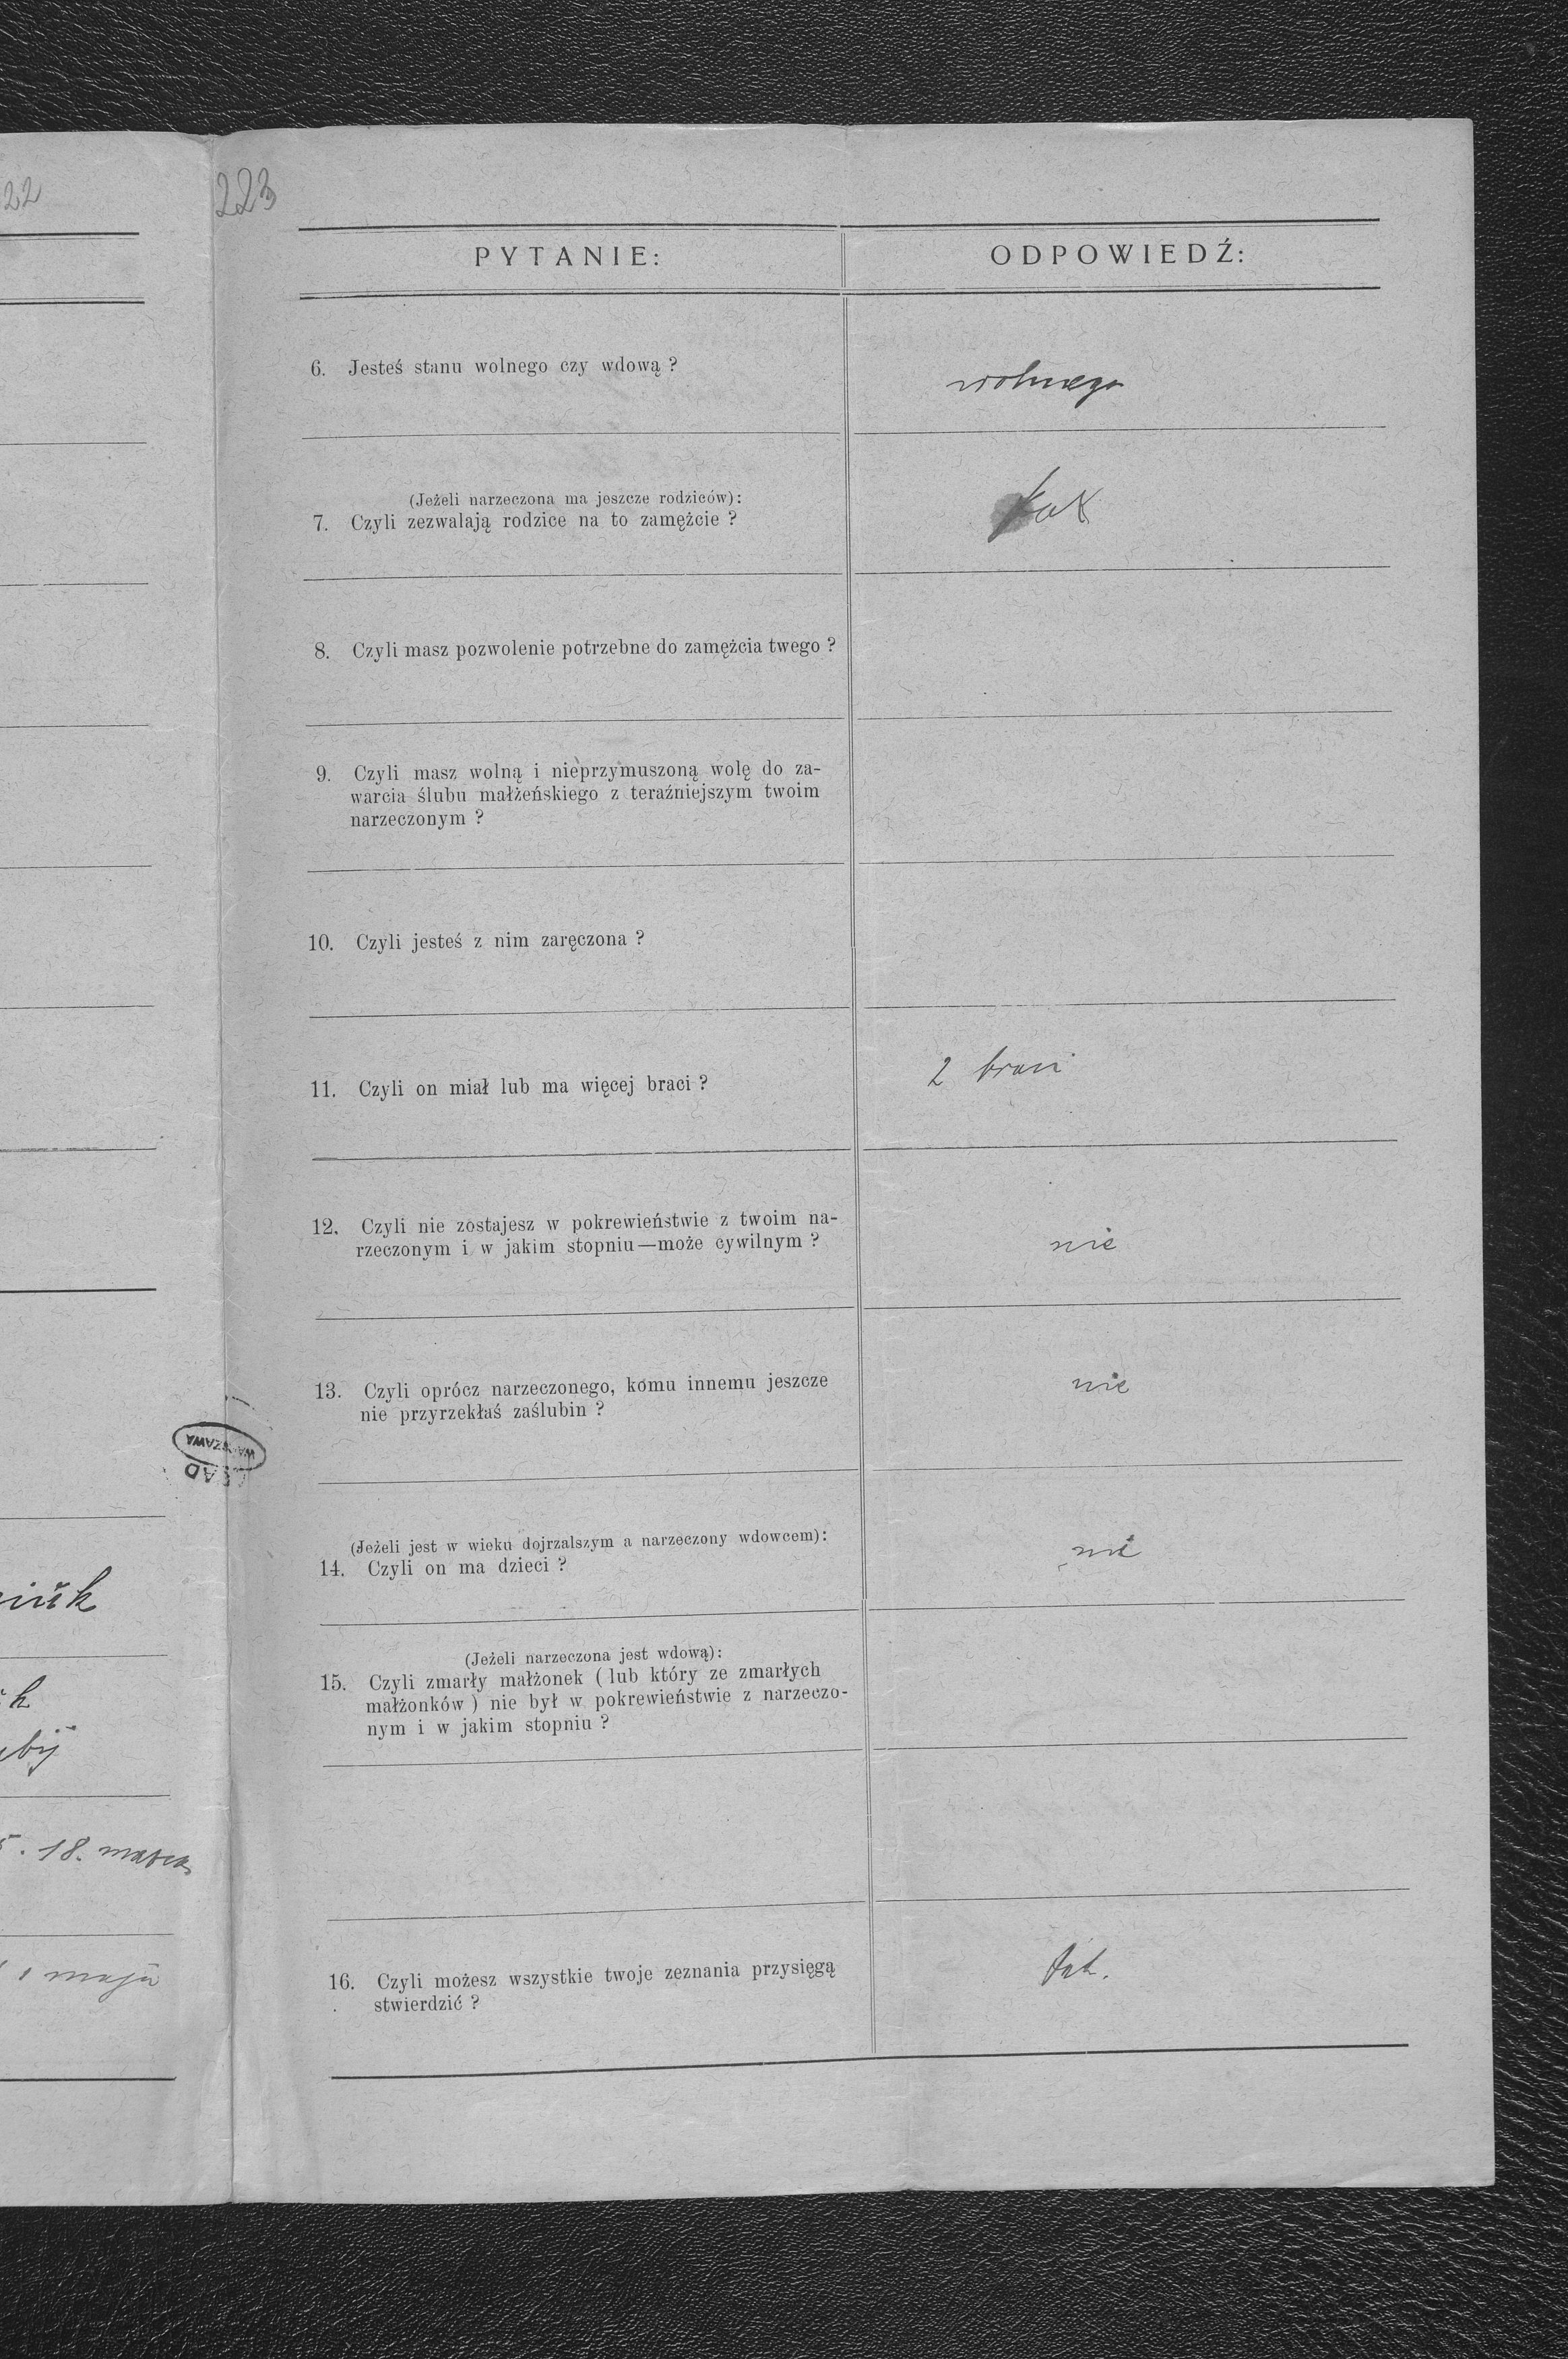 22
223
PYTANIE:
ODPOWIEDŹ:
6. Jesteś stanu wolnego czy wdową ?
wolnego
(Jeżeli narzeczona ma jeszcze rodziców):
7. Czyli zezwalają rodzice na to zamężcie ?
tak
8. Czyli masz pozwolenie potrzebne do zamężcia twego ?
9. Czyli masz wolną i nieprzymuszoną wolę do za-
warcia ślubu małżeńskiego z teraźniejszym twoim
narzeczonym ?
10. Czyli jesteś z nim zaręczona ?
11. Czyli on miał lub ma więcej braci ?
2 braci
12. Czyli nie zostajesz w pokrewieństwie z twoim na-
rzeczonym i w jakim stopniu—może cywilnym ?
nie
13. Czyli oprócz narzeczonego, komu innemu jeszcze
nie przyrzekłaś zaślubin ?
nie
WARSZAWA
(Jeżeli jest w wieku dojrzalszym a narzeczony wdowcem):
14. Czyli on ma dzieci ?
nie
(Jeżeli narzeczona jest wdową):
15. Czyli zmarły małżonek ( lub który ze zmarłych
małżonków ) nie był w pokrewieństwie z narzeczo-
nym i w jakim stopniu ?
18. marca
maja
16. Czyli możesz wszystkie twoje zeznania przysięgą
stwierdzić ?
tak.